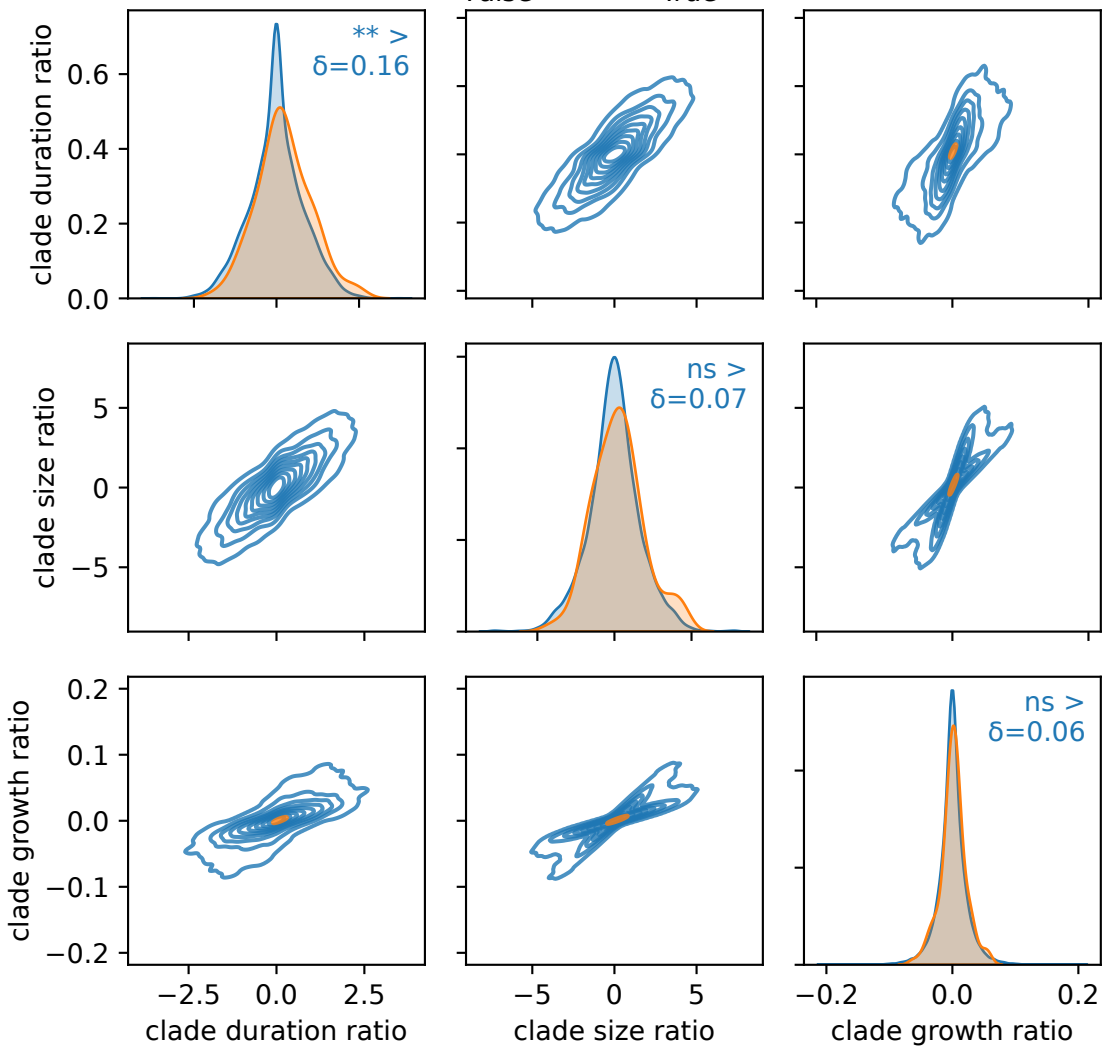 ** >
δ=0.16
clade duration ratio
0.6
0.4
0.2
0.0
ns >
δ=0.07
clade size ratio
5
0
−5
ns >
δ=0.06
clade growth ratio
0.2
0.1
0.0
−0.1
−0.2
−2.5 0.0 2.5
−5 0 5
−0.2 0.0 0.2
clade duration ratio
clade size ratio
clade growth ratio